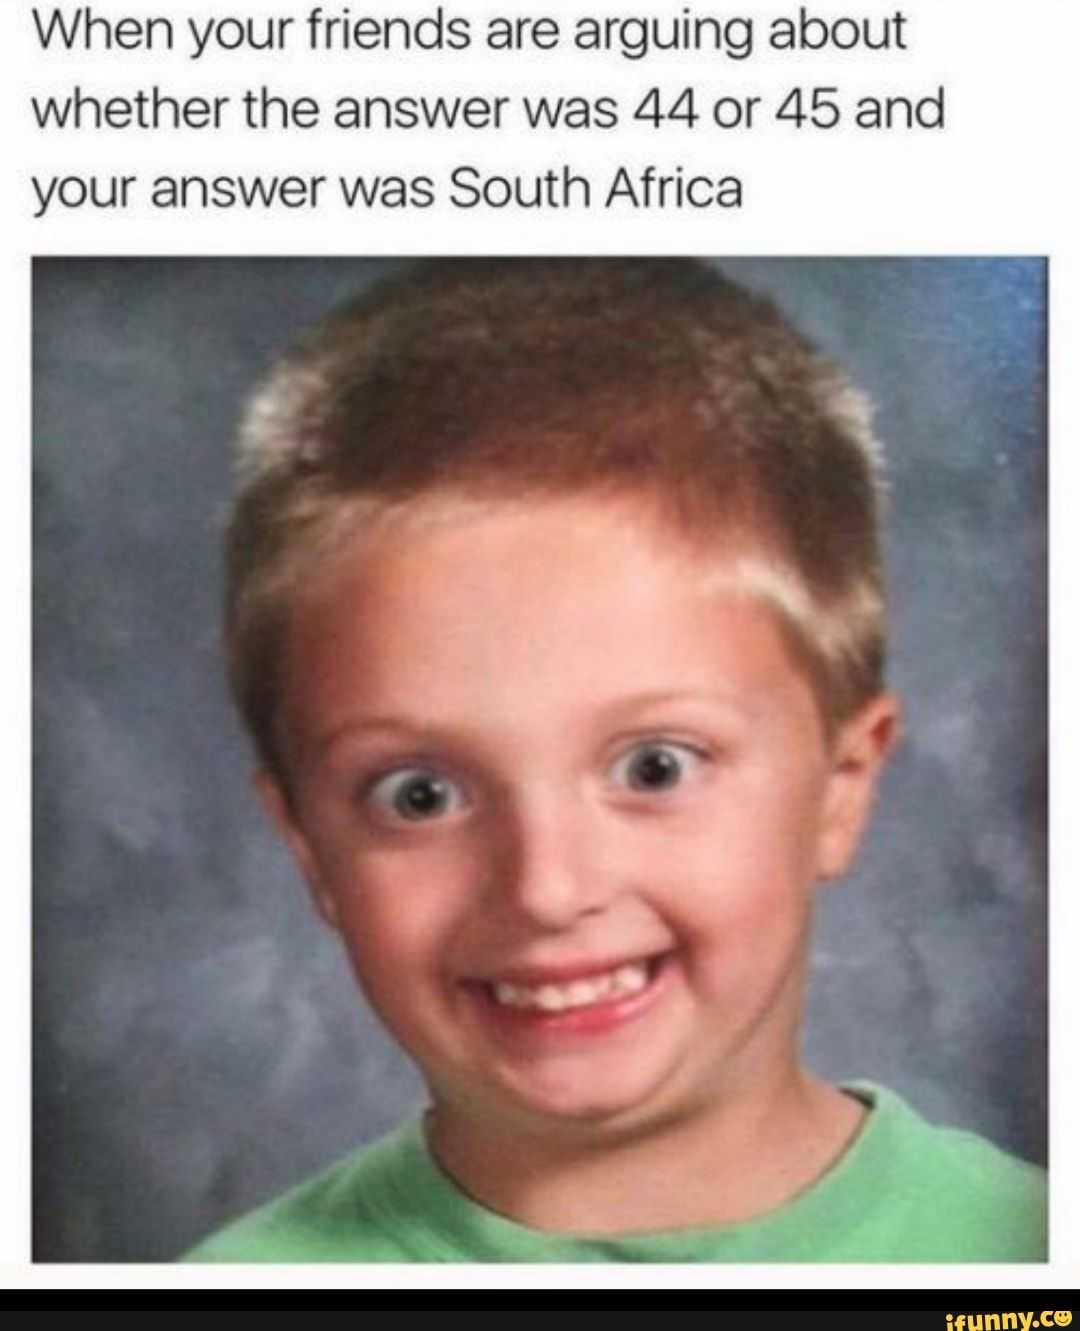 When your friends are arguing about
whether the answer was 44 or 45 and
your answer was South Africa
ifunny.co